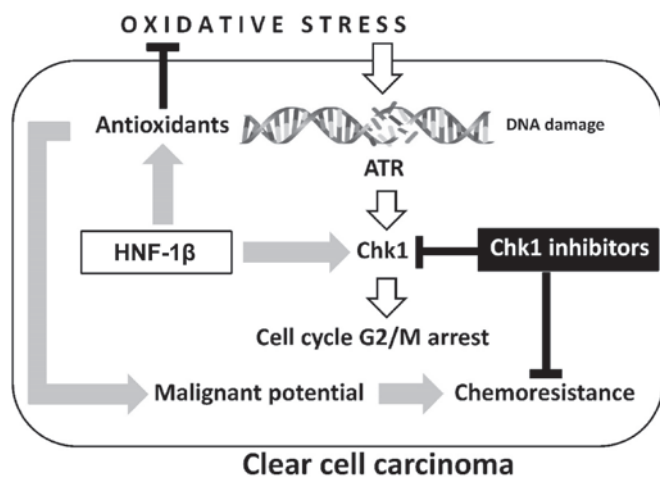 OXIDATIVE STRESS
Antioxidants
DNA damage
ATR
HNF-1β
Chk1
Chk1 inhibitors
Cell cycle G2/M arrest
Malignant potential
Chemoresistance
Clear cell carcinoma